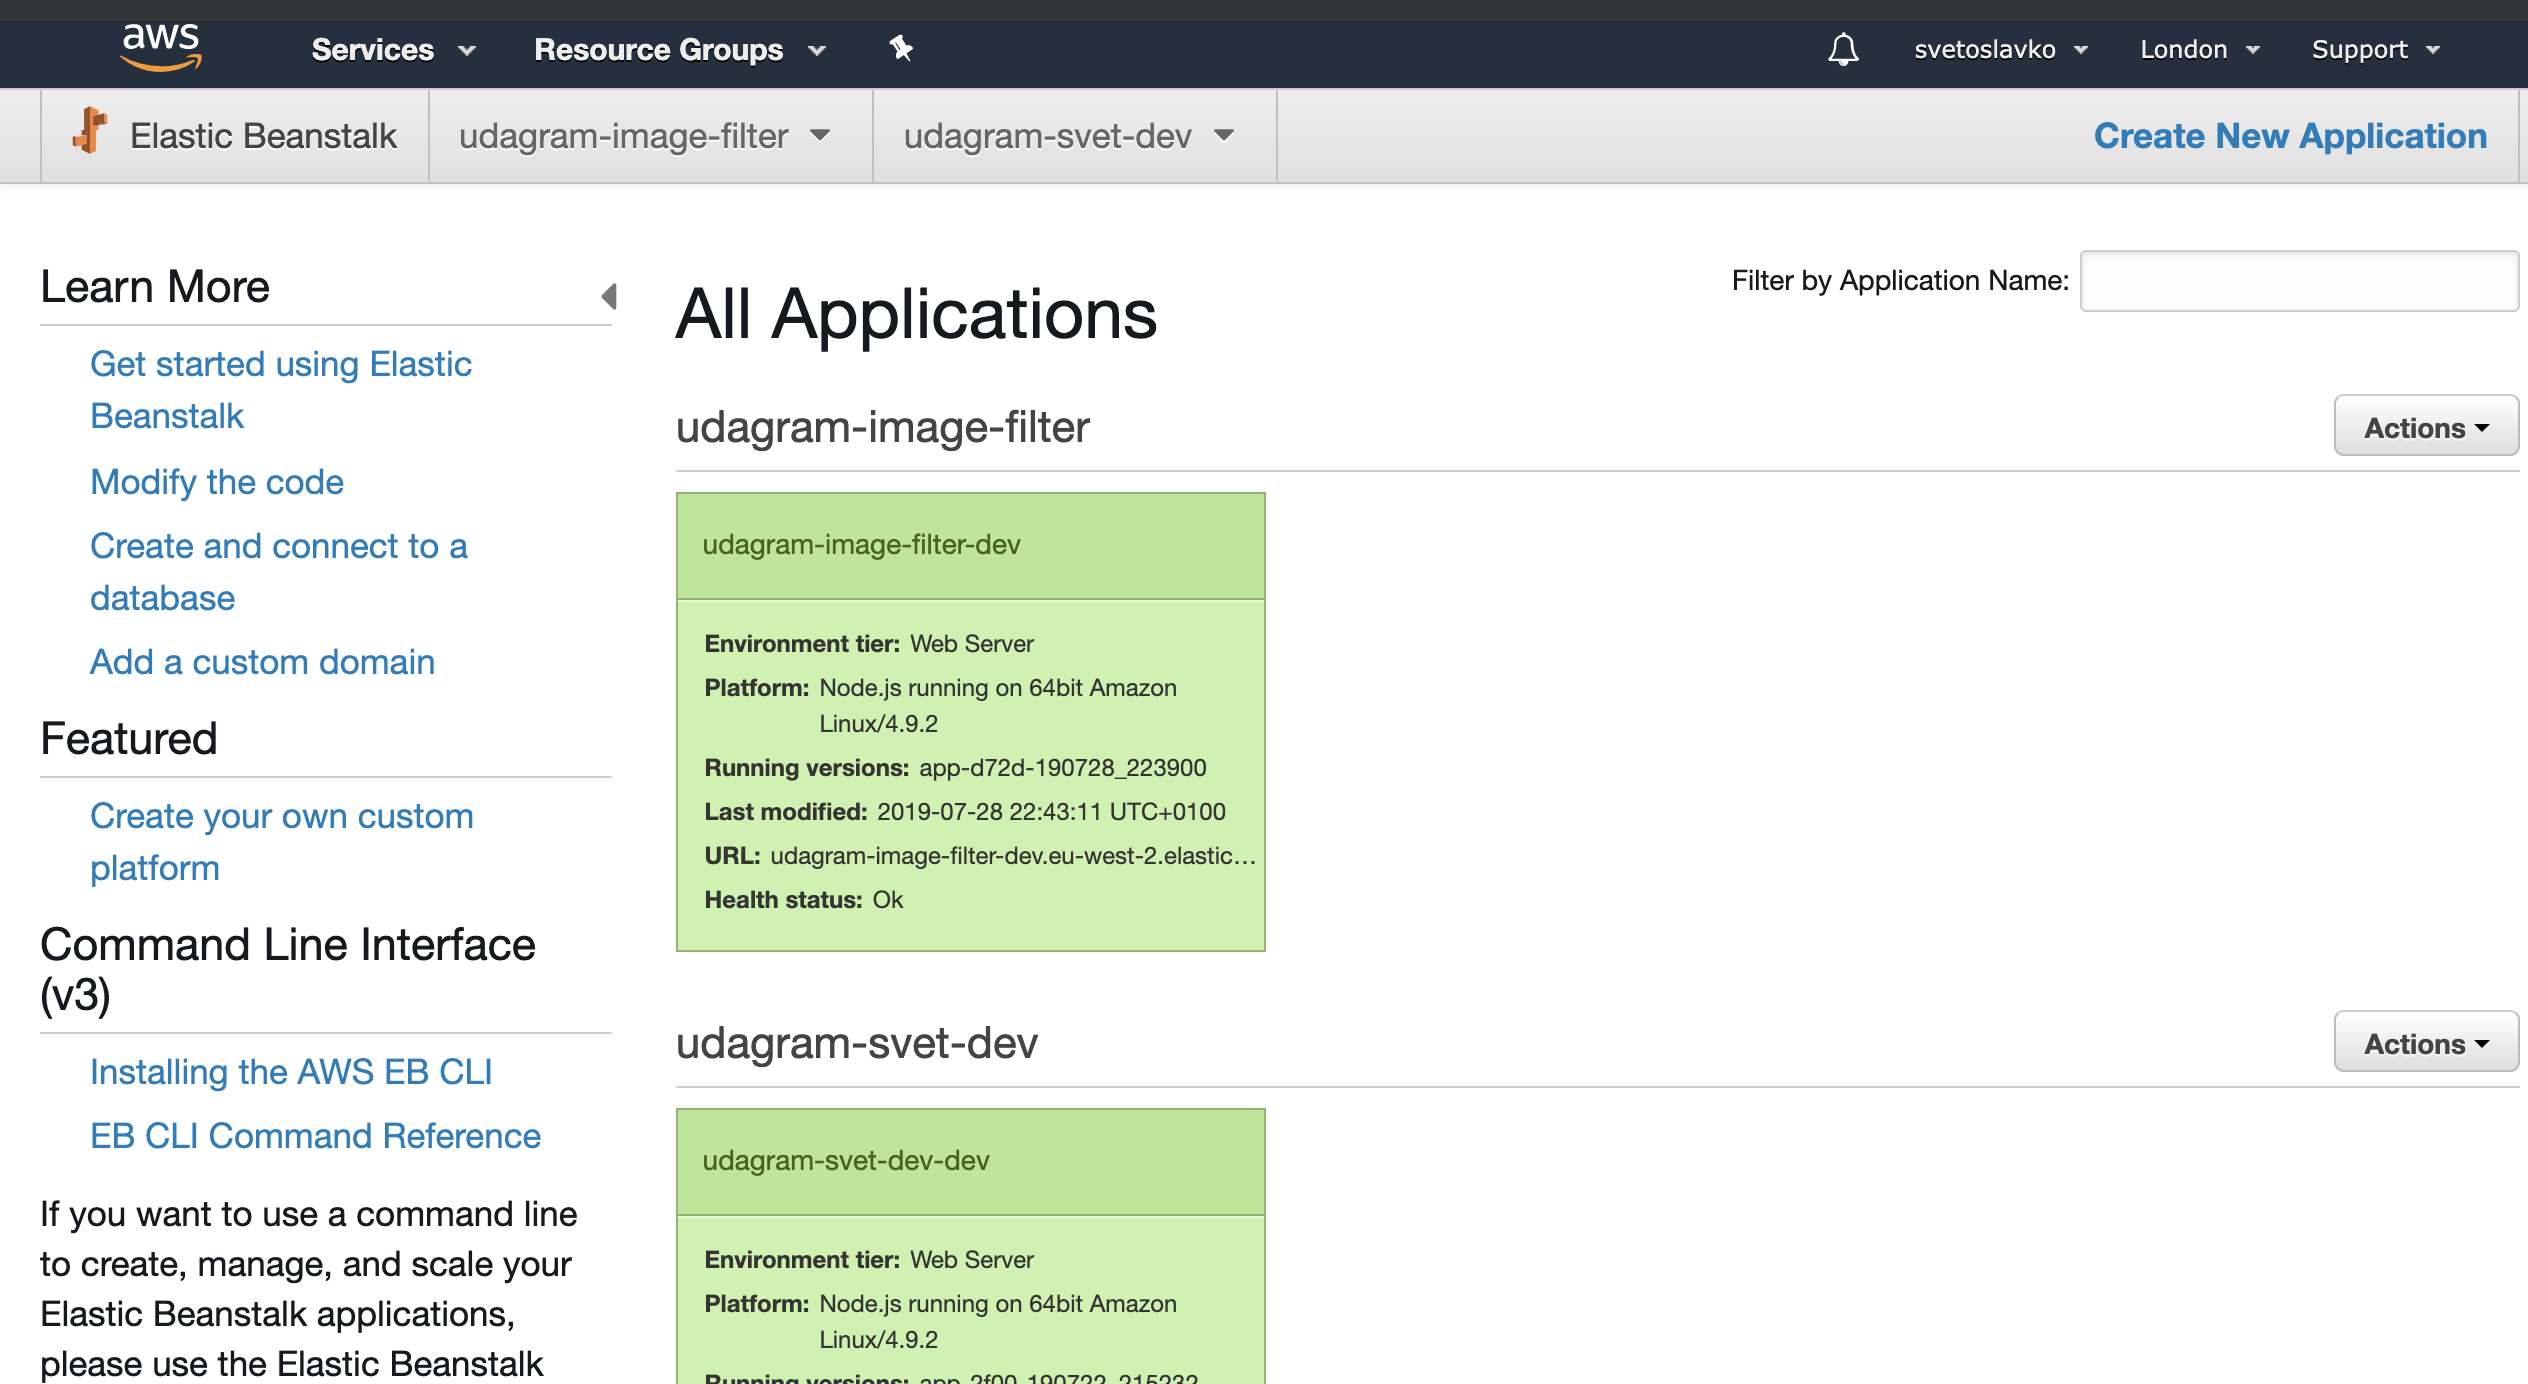 aws
Services
Resource Groups
svetoslavko
London
Support
Elastic Beanstalk
udagram-image-filter
udagram-svet-dev
Create New Application
Learn More
Get started using Elastic
Beanstalk
Modify the code
Create and connect to a
database
Add a custom domain
Featured
Create your own custom
platform
Command Line Interface
(v3)
Installing the AWS EB CLI
EB CLI Command Reference
If you want to use a command line
to create, manage, and scale your
Elastic Beanstalk applications,
please use the Elastic Beanstalk
All Applications
Filter by Application Name:
udagram-image-filter
Actions
udagram-image-filter-dev
Environment tier: Web Server
Platform: Node.js running on 64bit Amazon
Linux/4.9.2
Running versions: app-d72d-190728_223900
Last modified: 2019-07-28 22:43:11 UTC+0100
URL: udagram-image-filter-dev.eu-west-2.elastic...
Health status: Ok
udagram-svet-dev
Actions
udagram-svet-dev-dev
Environment tier: Web Server
Platform: Node.js running on 64bit Amazon
Linux/4.9.2
Running versions: app-2f00-190722_215232